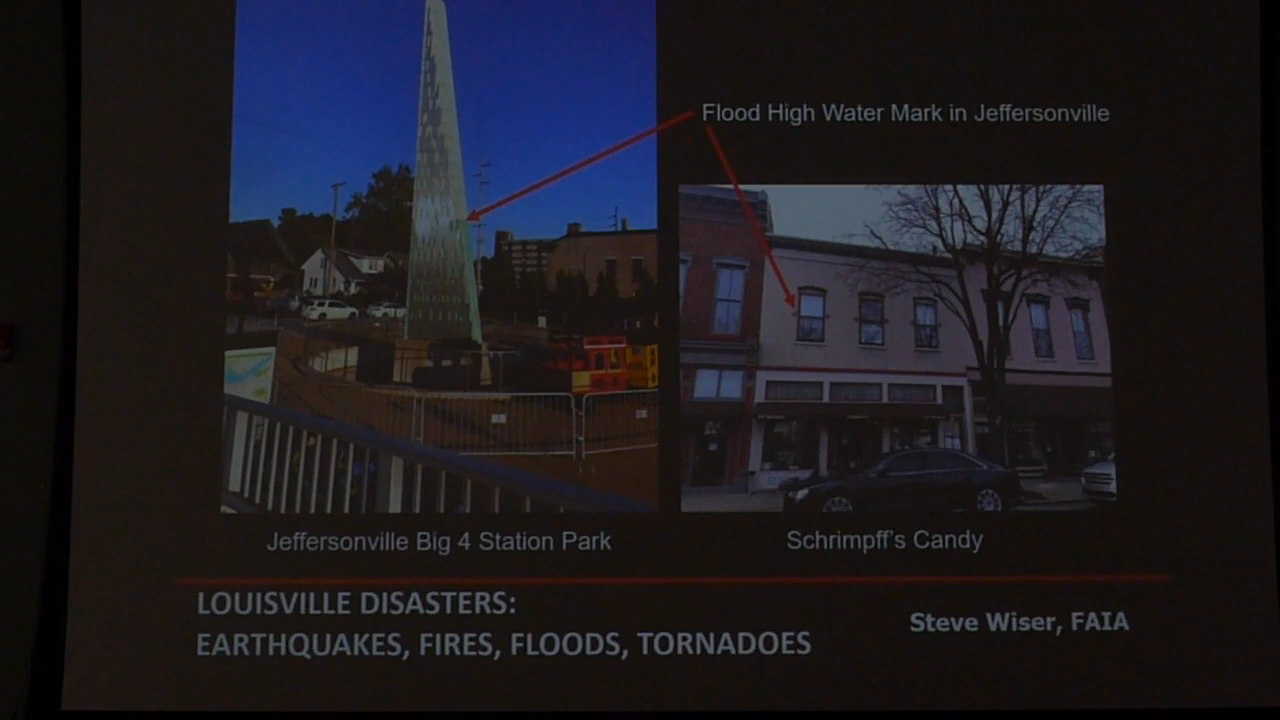 Flood High Water Mark in Jeffersonville
Jeffersonville Big 4 Station Park
Schrimpff's Candy
LOUISVILLE DISASTERS:
EARTHQUAKES, FIRES, FLOODS, TORNADOES
Steve Wiser, FAIA